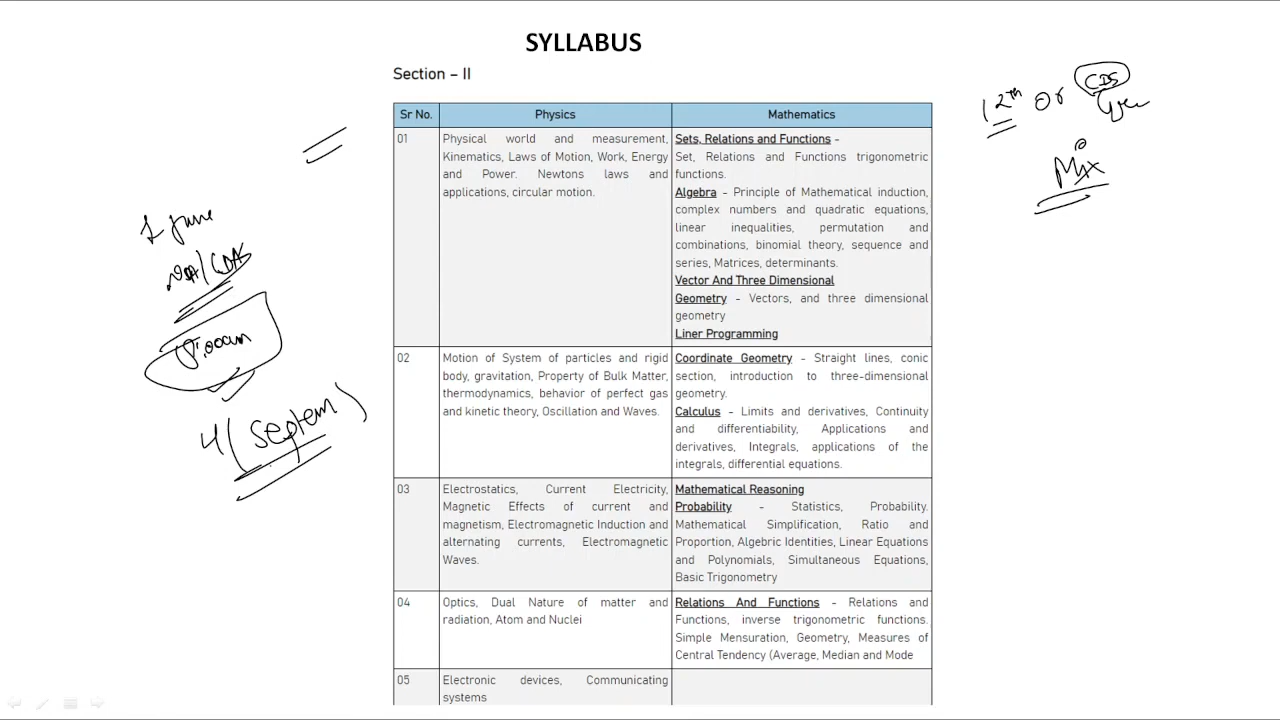 SYLLABUS
Section – II
Sr No.
Physics
Mathematics
01
Physical world and measurement,
Kinematics, Laws of Motion, Work, Energy
and Power. Newtons laws and
applications, circular motion.
Sets, Relations and Functions -
Set, Relations and Functions trigonometric
functions.
Algebra - Principle of Mathematical induction,
complex numbers and quadratic equations,
linear inequalities, permutation and
combinations, binomial theory, sequence and
series, Matrices, determinants.
Vector And Three Dimensional
Geometry - Vectors, and three dimensional
geometry
Liner Programming
02
Motion of System of particles and rigid
body, gravitation, Property of Bulk Matter,
thermodynamics, behavior of perfect gas
and kinetic theory, Oscillation and Waves.
Coordinate Geometry - Straight lines, conic
section, introduction to three-dimensional
geometry.
Calculus - Limits and derivatives, Continuity
and differentiability, Applications and
derivatives, Integrals, applications of the
integrals, differential equations.
03
Electrostatics, Current Electricity,
Magnetic Effects of current and
magnetism, Electromagnetic Induction and
alternating currents, Electromagnetic
Waves.
Mathematical Reasoning
Probability - Statistics, Probability.
Mathematical Simplification, Ratio and
Proportion, Algebric Identities, Linear Equations
and Polynomials, Simultaneous Equations,
Basic Trigonometry
04
Optics, Dual Nature of matter and
radiation, Atom and Nuclei
Relations And Functions - Relations and
Functions, inverse trigonometric functions.
Simple Mensuration, Geometry, Measures of
Central Tendency (Average, Median and Mode
05
Electronic devices, Communicating
systems
1 June
NDA/CDS
4 (Septem)
12th Or CDS
Mix